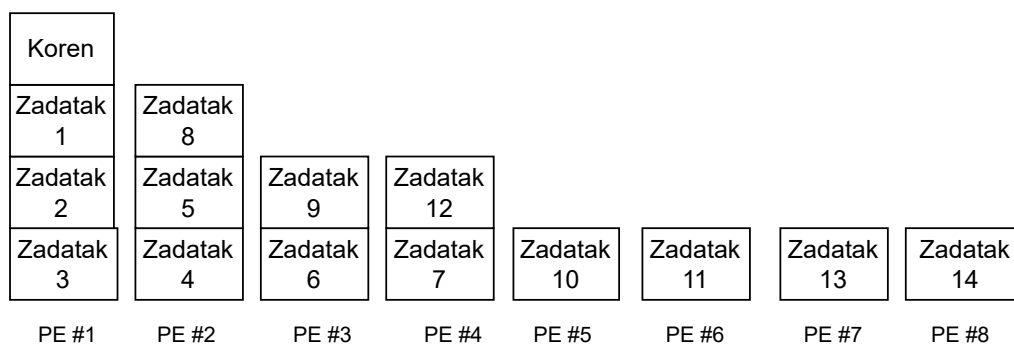 Koren
Zadatak
1
Zadatak
8
Zadatak
2
Zadatak
5
Zadatak
9
Zadatak
12
Zadatak
3
Zadatak
4
Zadatak
6
Zadatak
7
Zadatak
10
Zadatak
11
Zadatak
13
Zadatak
14
PE #1
PE #2
PE #3
PE #4
PE #5
PE #6
PE #7
PE #8